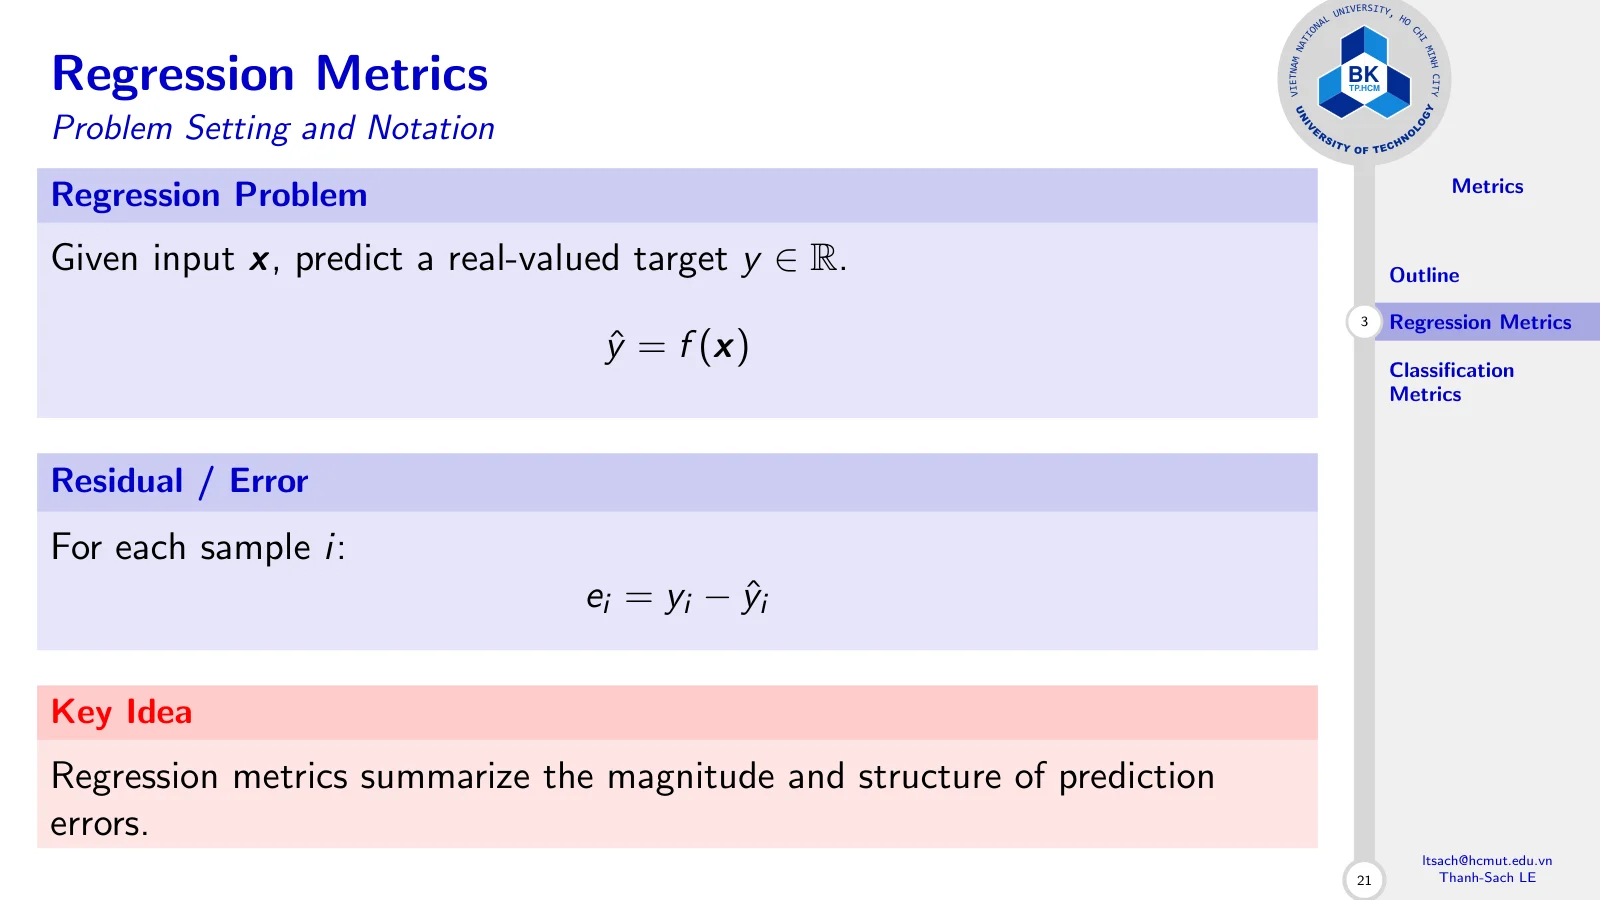 Regression Metrics
Problem Setting and Notation
Regression Problem
Given input x, predict a real-valued target y ∈ ℝ.
ŷ = f(x)
Residual / Error
For each sample i:
eᵢ = yᵢ − ŷᵢ
Key Idea
Regression metrics summarize the magnitude and structure of prediction
errors.
VIETNAM NATIONAL UNIVERSITY, HO CHI MINH CITY
BK
TP.HCM
UNIVERSITY OF TECHNOLOGY
Metrics
Outline
3
Regression Metrics
Classification
Metrics
ltsach@hcmut.edu.vn
Thanh-Sach LE
21